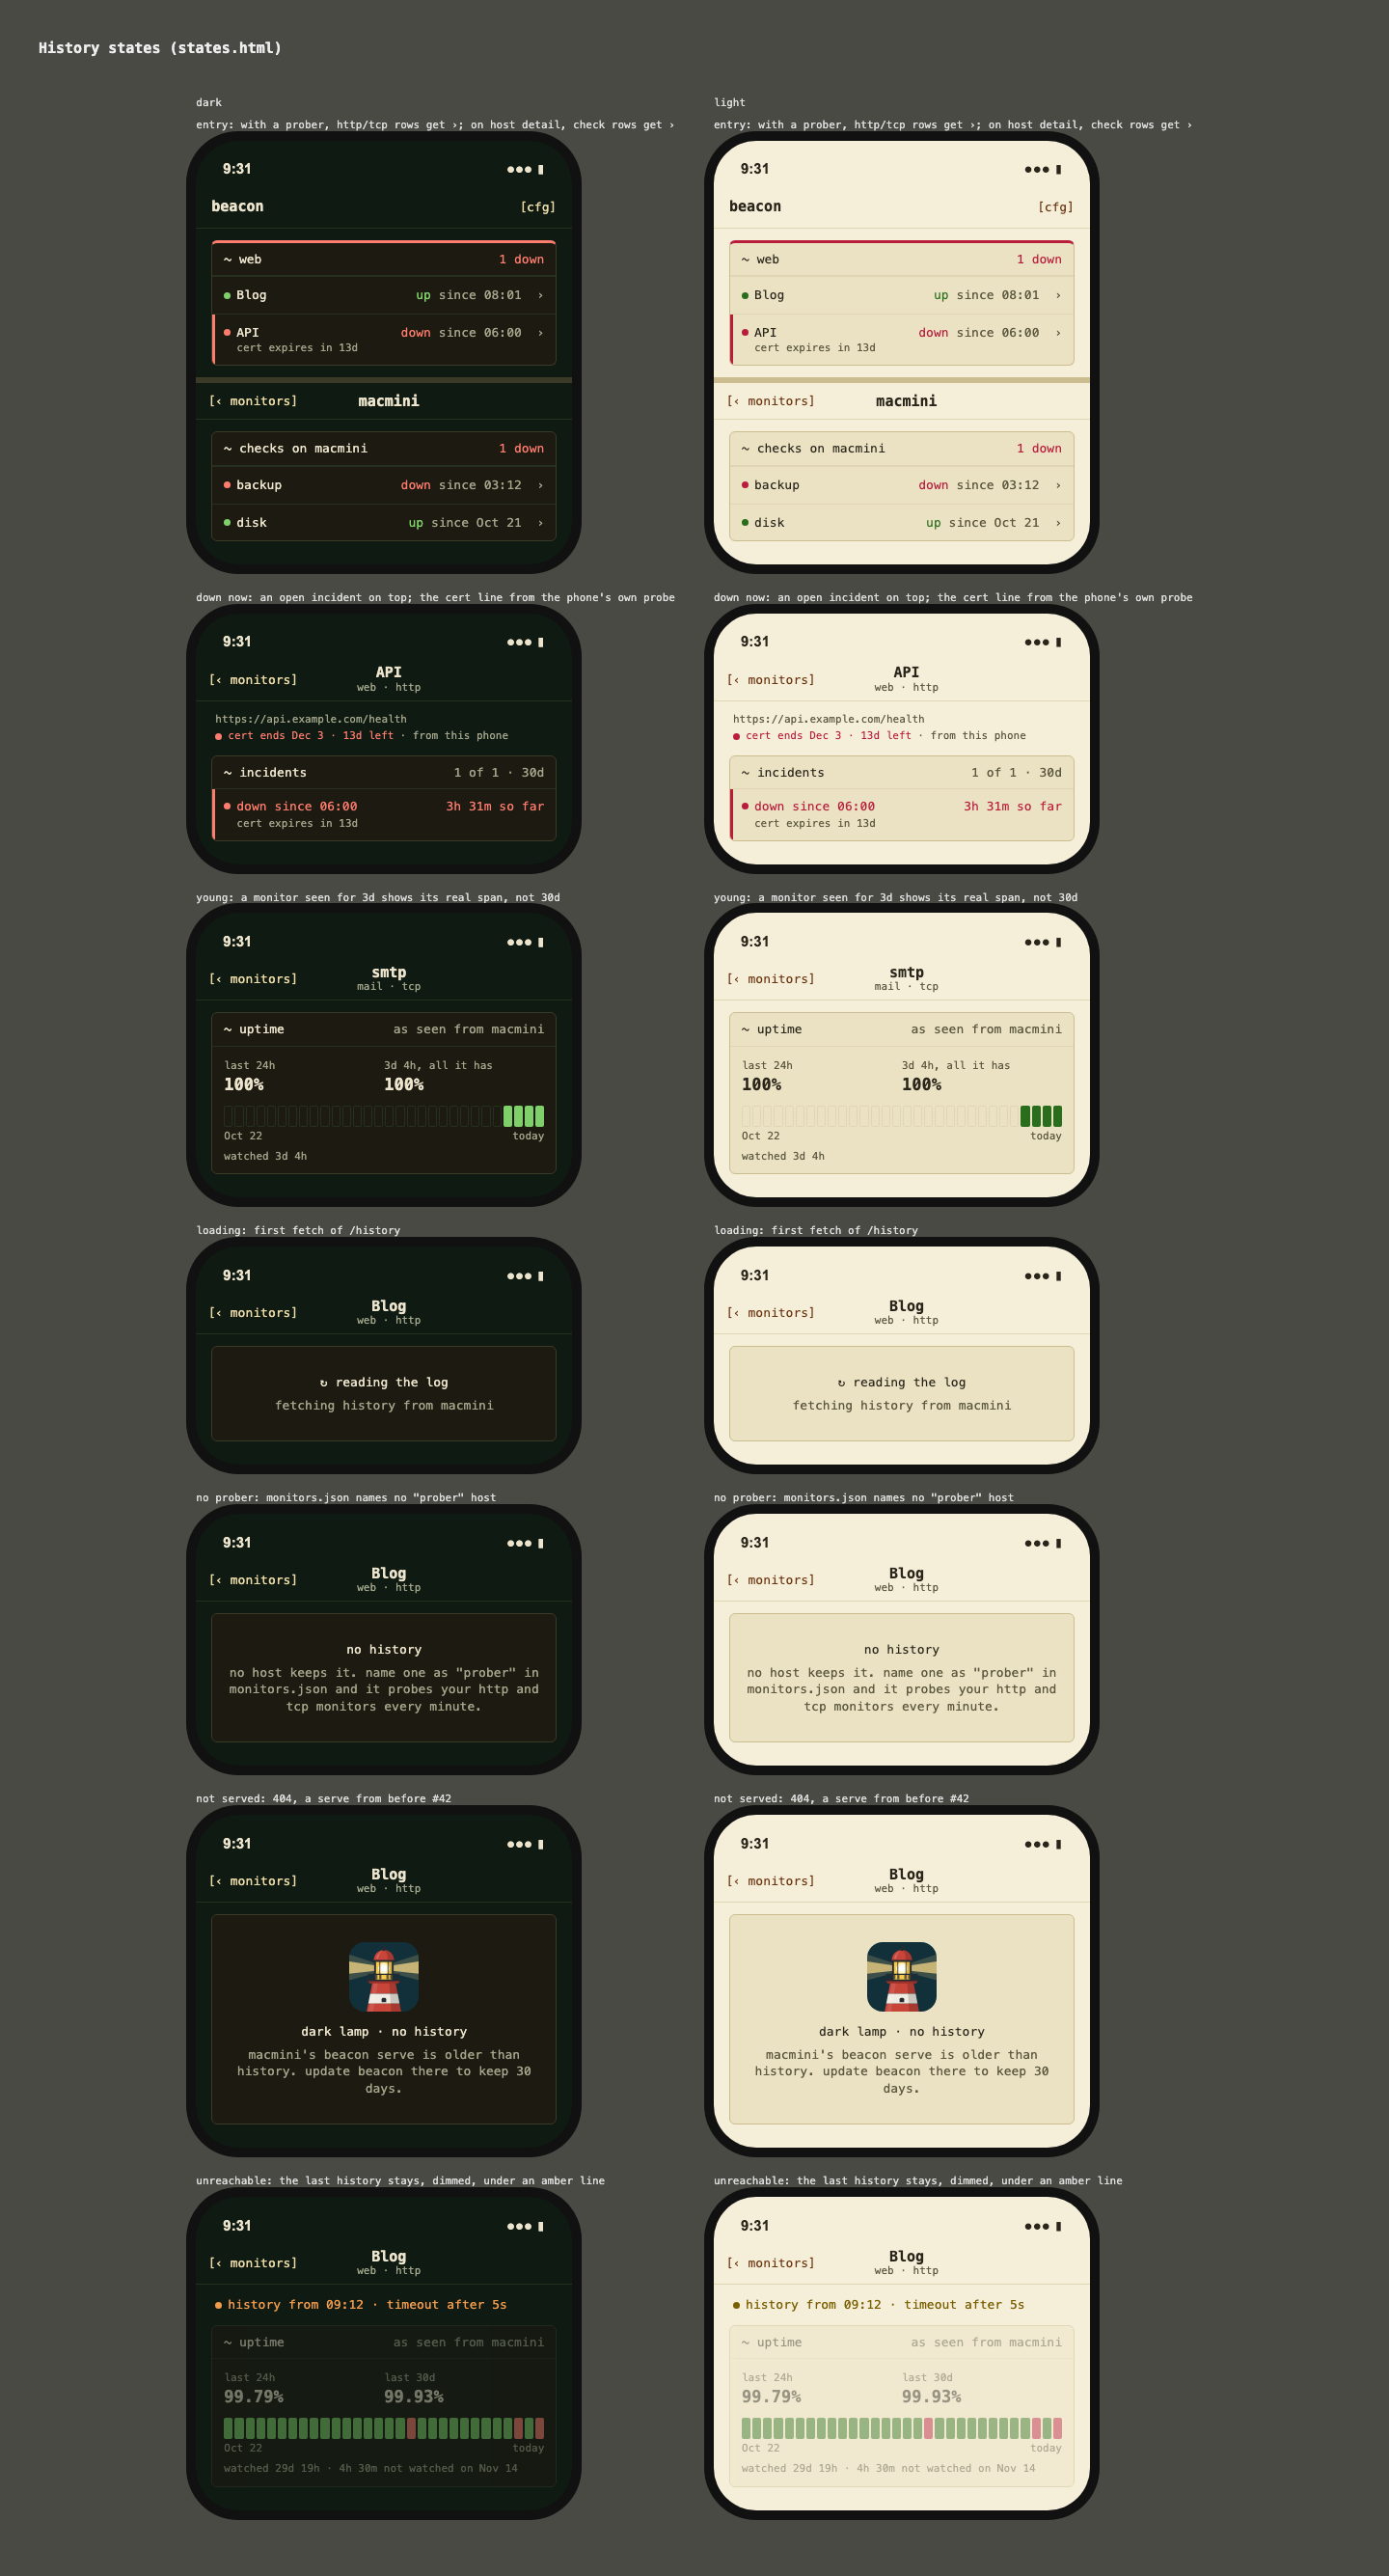 History states (states.html)
dark
entry: with a prober, http/tcp rows get ›; on host detail, check rows get ›
9:31
beacon [cfg]
~ web 1 down
Blog up since 08:01 ›
API down since 06:00 ›
cert expires in 13d
[‹ monitors] macmini
~ checks on macmini 1 down
backup down since 03:12 ›
disk up since Oct 21 ›
light
entry: with a prober, http/tcp rows get ›; on host detail, check rows get ›
9:31
beacon [cfg]
~ web 1 down
Blog up since 08:01 ›
API down since 06:00 ›
cert expires in 13d
[‹ monitors] macmini
~ checks on macmini 1 down
backup down since 03:12 ›
disk up since Oct 21 ›
down now: an open incident on top; the cert line from the phone's own probe
9:31
API
[‹ monitors]
web · http
https://api.example.com/health
cert ends Dec 3 · 13d left · from this phone
~ incidents 1 of 1 · 30d
down since 06:00 3h 31m so far
cert expires in 13d
down now: an open incident on top; the cert line from the phone's own probe
9:31
API
[‹ monitors]
web · http
https://api.example.com/health
cert ends Dec 3 · 13d left · from this phone
~ incidents 1 of 1 · 30d
down since 06:00 3h 31m so far
cert expires in 13d
young: a monitor seen for 3d shows its real span, not 30d
9:31
smtp
[‹ monitors]
mail · tcp
~ uptime as seen from macmini
last 24h 3d 4h, all it has
100% 100%
Oct 22 today
watched 3d 4h
young: a monitor seen for 3d shows its real span, not 30d
9:31
smtp
[‹ monitors]
mail · tcp
~ uptime as seen from macmini
last 24h 3d 4h, all it has
100% 100%
Oct 22 today
watched 3d 4h
loading: first fetch of /history
9:31
Blog
[‹ monitors]
web · http
↻ reading the log
fetching history from macmini
loading: first fetch of /history
9:31
Blog
[‹ monitors]
web · http
↻ reading the log
fetching history from macmini
no prober: monitors.json names no "prober" host
9:31
Blog
[‹ monitors]
web · http
no history
no host keeps it. name one as "prober" in
monitors.json and it probes your http and
tcp monitors every minute.
no prober: monitors.json names no "prober" host
9:31
Blog
[‹ monitors]
web · http
no history
no host keeps it. name one as "prober" in
monitors.json and it probes your http and
tcp monitors every minute.
not served: 404, a serve from before #42
9:31
Blog
[‹ monitors]
web · http
dark lamp · no history
macmini's beacon serve is older than
history. update beacon there to keep 30
days.
not served: 404, a serve from before #42
9:31
Blog
[‹ monitors]
web · http
dark lamp · no history
macmini's beacon serve is older than
history. update beacon there to keep 30
days.
unreachable: the last history stays, dimmed, under an amber line
9:31
Blog
[‹ monitors]
web · http
history from 09:12 · timeout after 5s
~ uptime as seen from macmini
last 24h last 30d
99.79% 99.93%
Oct 22 today
watched 29d 19h · 4h 30m not watched on Nov 14
unreachable: the last history stays, dimmed, under an amber line
9:31
Blog
[‹ monitors]
web · http
history from 09:12 · timeout after 5s
~ uptime as seen from macmini
last 24h last 30d
99.79% 99.93%
Oct 22 today
watched 29d 19h · 4h 30m not watched on Nov 14